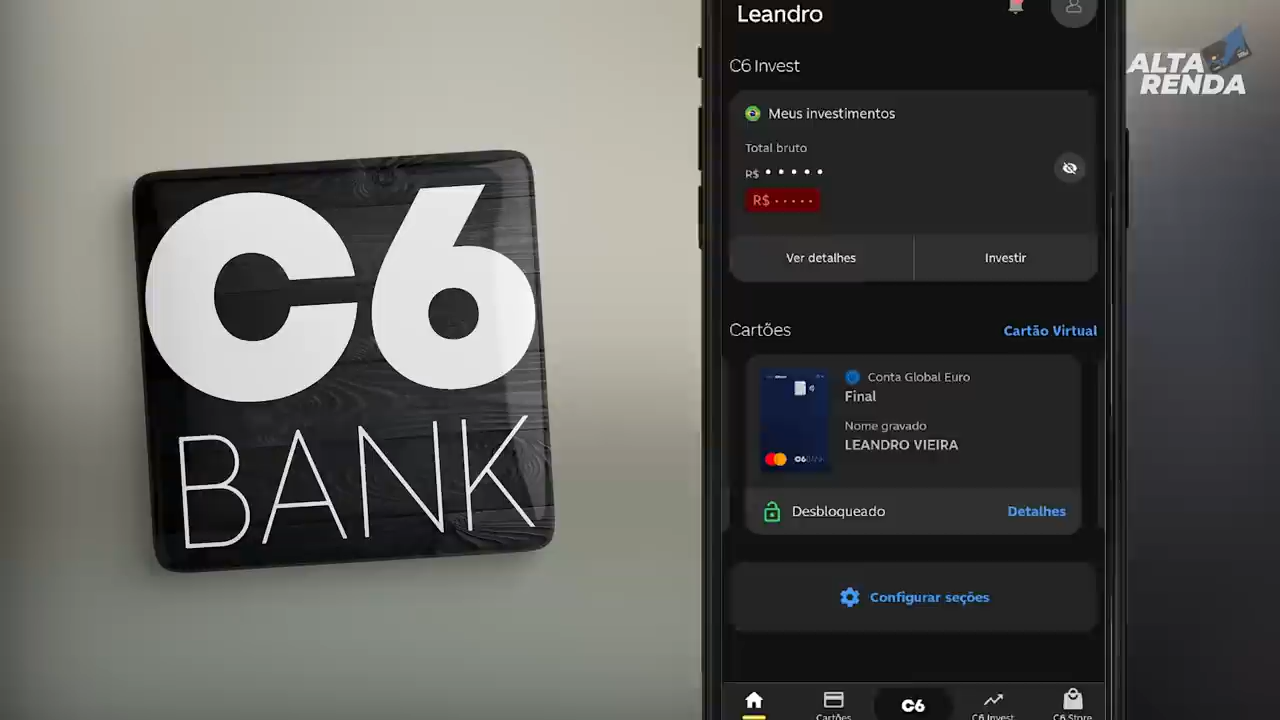 C6
BANK
Leandro
C6 Invest
Meus investimentos
Total bruto
R$ •••••
R$ •••••
Ver detalhes
Investir
Cartões
Cartão Virtual
Conta Global Euro
Final
Nome gravado
LEANDRO VIEIRA
C6BANK
Desbloqueado
Detalhes
Configurar seções
Cartões
C6
C6 Invest
C6 Store
ALTA
RENDA